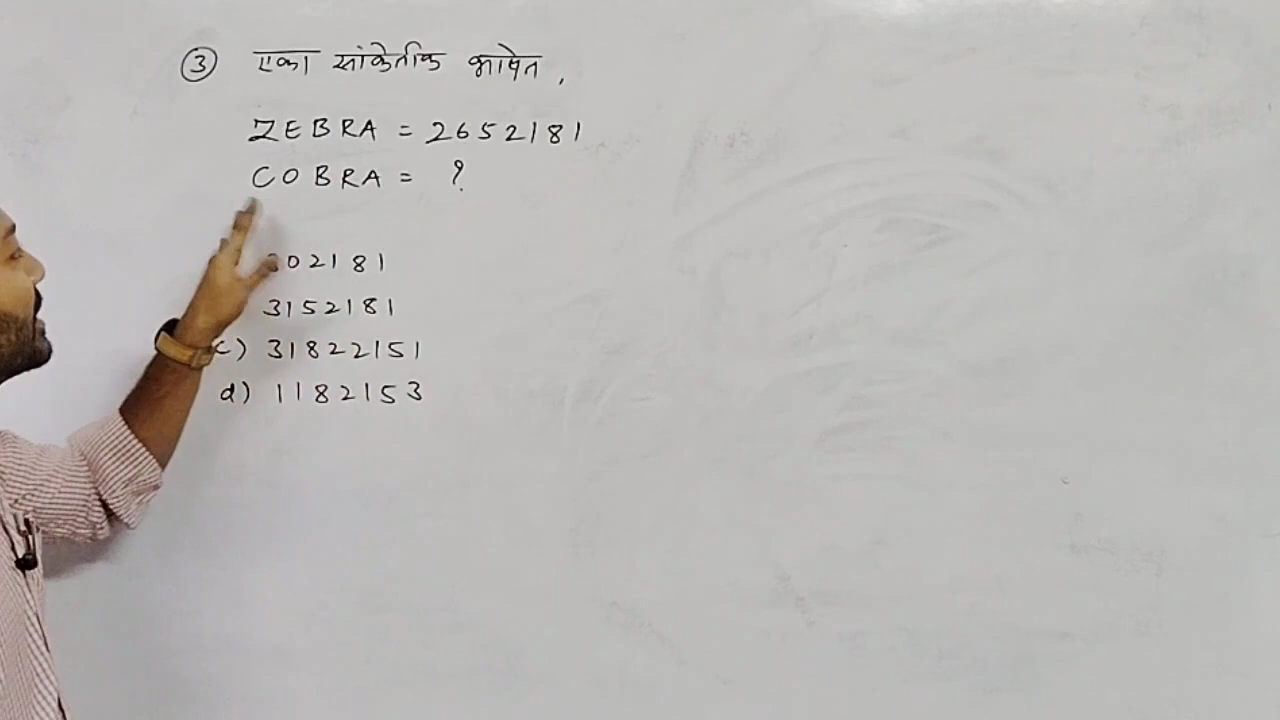 3 एका सांकेतीक भाषेत,
ZEBRA = 2652181
COBRA = ?
02181
3152181
c) 31822151
d) 1182153